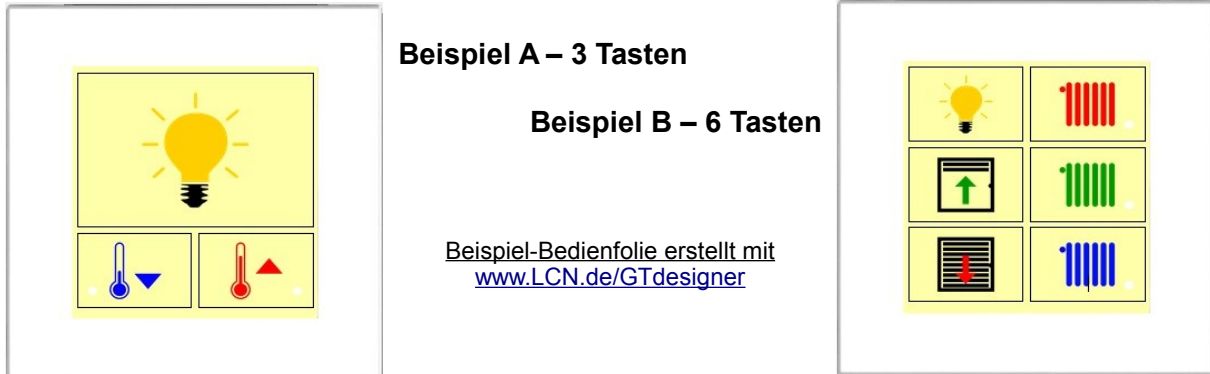 Beispiel A – 3 Tasten
Beispiel B – 6 Tasten
Beispiel-Bedienfolie erstellt mit
www.LCN.de/GTdesigner